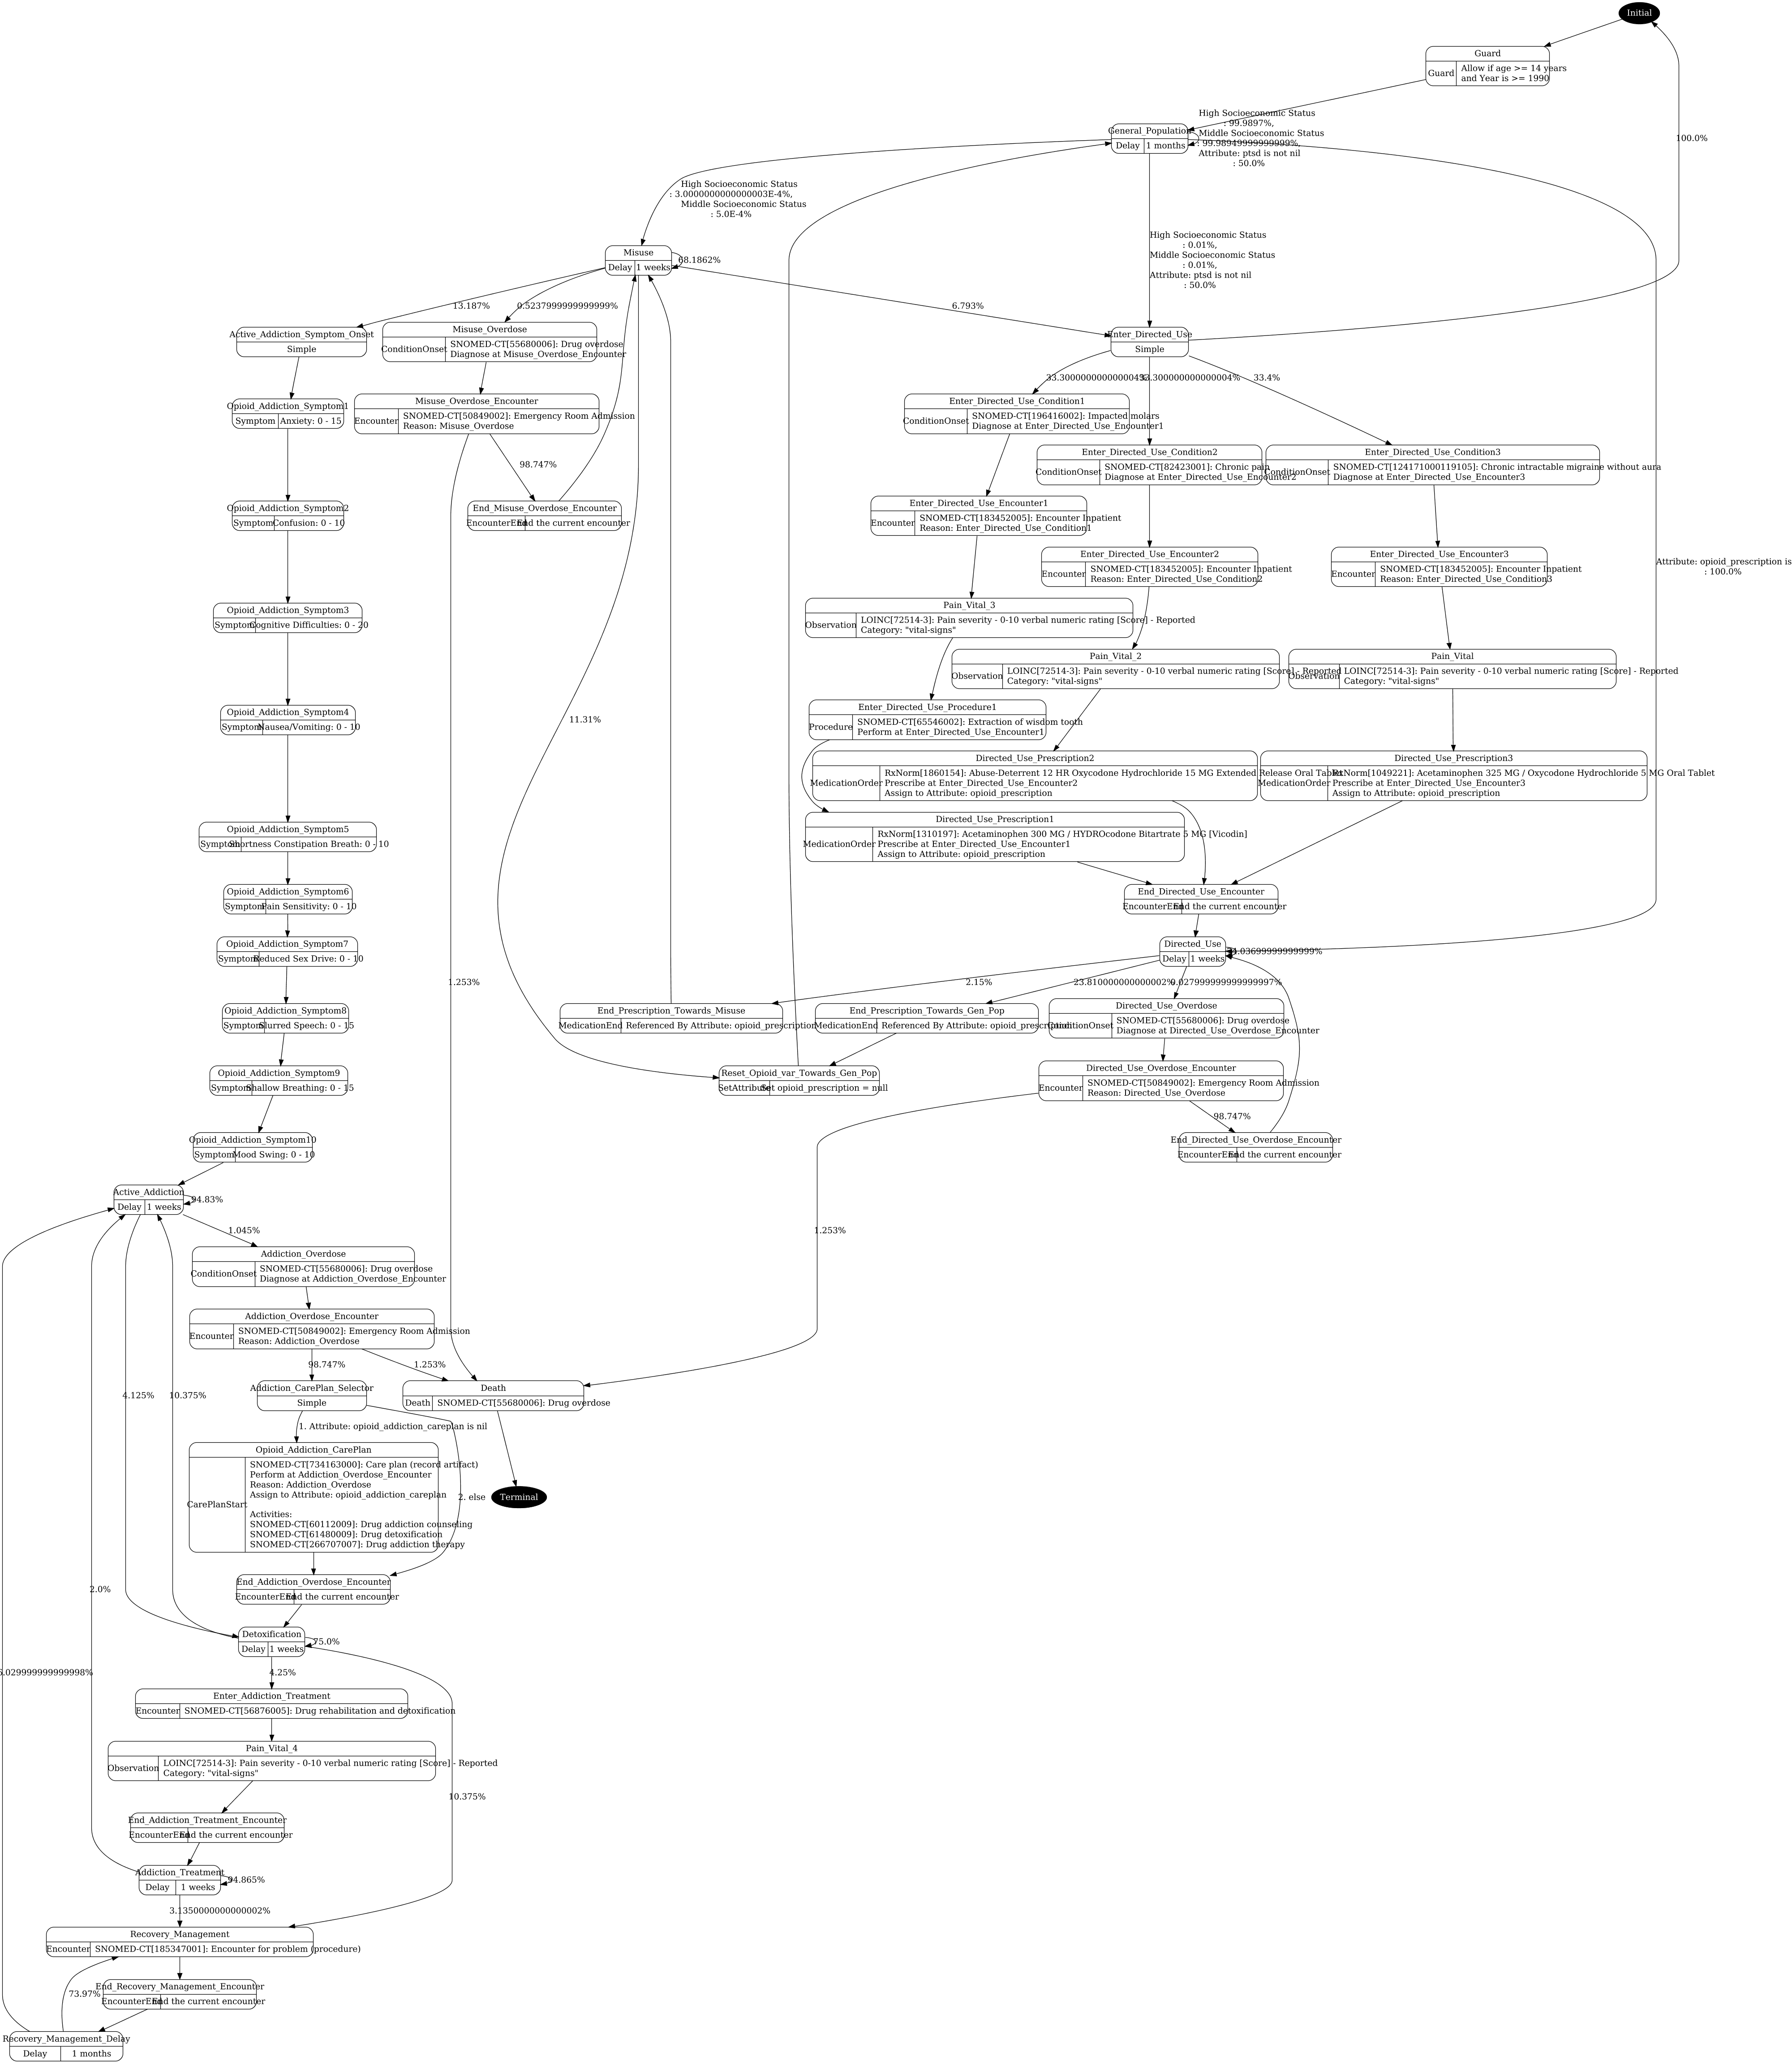 Initial
Guard
Guard
Allow if age >= 14 years
and Year is >= 1990
100.0%
High Socioeconomic Status
: 99.9897%,
Middle Socioeconomic Status
: 99.98949999999999%,
Attribute: ptsd is not nil
: 50.0%
General_Population
Delay
1 months
High Socioeconomic Status
: 3.0000000000000003E-4%,
Middle Socioeconomic Status
: 5.0E-4%
High Socioeconomic Status
: 0.01%,
Middle Socioeconomic Status
: 0.01%,
Attribute: ptsd is not nil
: 50.0%
Misuse
Delay
1 weeks
68.1862%
13.187%
0.5237999999999999%
6.793%
Active_Addiction_Symptom_Onset
Simple
Misuse_Overdose
ConditionOnset
SNOMED-CT[55680006]: Drug overdose
Diagnose at Misuse_Overdose_Encounter
Enter_Directed_Use
Simple
33.300000000000004%
33.300000000000004%
33.4%
Opioid_Addiction_Symptom1
Symptom
Anxiety: 0 - 15
Misuse_Overdose_Encounter
Encounter
SNOMED-CT[50849002]: Emergency Room Admission
Reason: Misuse_Overdose
Enter_Directed_Use_Condition1
ConditionOnset
SNOMED-CT[196416002]: Impacted molars
Diagnose at Enter_Directed_Use_Encounter1
98.747%
Enter_Directed_Use_Condition2
ConditionOnset
SNOMED-CT[82423001]: Chronic pain
Diagnose at Enter_Directed_Use_Encounter2
Enter_Directed_Use_Condition3
ConditionOnset
SNOMED-CT[124171000119105]: Chronic intractable migraine without aura
Diagnose at Enter_Directed_Use_Encounter3
Opioid_Addiction_Symptom2
Symptom
Confusion: 0 - 10
End_Misuse_Overdose_Encounter
EncounterEnd
End the current encounter
Enter_Directed_Use_Encounter1
Encounter
SNOMED-CT[183452005]: Encounter Inpatient
Reason: Enter_Directed_Use_Condition1
Enter_Directed_Use_Encounter2
Encounter
SNOMED-CT[183452005]: Encounter Inpatient
Reason: Enter_Directed_Use_Condition2
Enter_Directed_Use_Encounter3
Encounter
SNOMED-CT[183452005]: Encounter Inpatient
Reason: Enter_Directed_Use_Condition3
Attribute: opioid_prescription is
: 100.0%
Opioid_Addiction_Symptom3
Symptom
Cognitive Difficulties: 0 - 20
Pain_Vital_3
Observation
LOINC[72514-3]: Pain severity - 0-10 verbal numeric rating [Score] - Reported
Category: "vital-signs"
Pain_Vital_2
Observation
LOINC[72514-3]: Pain severity - 0-10 verbal numeric rating [Score] - Reported
Category: "vital-signs"
Pain_Vital
Observation
LOINC[72514-3]: Pain severity - 0-10 verbal numeric rating [Score] - Reported
Category: "vital-signs"
Opioid_Addiction_Symptom4
Symptom
Nausea/Vomiting: 0 - 10
11.31%
Enter_Directed_Use_Procedure1
Procedure
SNOMED-CT[65546002]: Extraction of wisdom tooth
Perform at Enter_Directed_Use_Encounter1
Directed_Use_Prescription2
MedicationOrder
RxNorm[1860154]: Abuse-Deterrent 12 HR Oxycodone Hydrochloride 15 MG Extended Release Oral Tablet
Prescribe at Enter_Directed_Use_Encounter2
Assign to Attribute: opioid_prescription
Directed_Use_Prescription3
MedicationOrder
RxNorm[1049221]: Acetaminophen 325 MG / Oxycodone Hydrochloride 5 MG Oral Tablet
Prescribe at Enter_Directed_Use_Encounter3
Assign to Attribute: opioid_prescription
Opioid_Addiction_Symptom5
Symptom
Shortness Constipation Breath: 0 - 10
Directed_Use_Prescription1
MedicationOrder
RxNorm[1310197]: Acetaminophen 300 MG / HYDROcodone Bitartrate 5 MG [Vicodin]
Prescribe at Enter_Directed_Use_Encounter1
Assign to Attribute: opioid_prescription
Opioid_Addiction_Symptom6
Symptom
Pain Sensitivity: 0 - 10
End_Directed_Use_Encounter
EncounterEnd
End the current encounter
Opioid_Addiction_Symptom7
Symptom
Reduced Sex Drive: 0 - 10
Directed_Use
Delay
1 weeks
1.253%
2.15%
23.810000000000002%
0.027999999999999997%
Opioid_Addiction_Symptom8
Symptom
Slurred Speech: 0 - 15
End_Prescription_Towards_Misuse
MedicationEnd
Referenced By Attribute: opioid_prescription
End_Prescription_Towards_Gen_Pop
MedicationEnd
Referenced By Attribute: opioid_prescription
Directed_Use_Overdose
ConditionOnset
SNOMED-CT[55680006]: Drug overdose
Diagnose at Directed_Use_Overdose_Encounter
Opioid_Addiction_Symptom9
Symptom
Shallow Breathing: 0 - 15
Reset_Opioid_var_Towards_Gen_Pop
SetAttribute
Set opioid_prescription = null
Directed_Use_Overdose_Encounter
Encounter
SNOMED-CT[50849002]: Emergency Room Admission
Reason: Directed_Use_Overdose
98.747%
Opioid_Addiction_Symptom10
Symptom
Mood Swing: 0 - 10
End_Directed_Use_Overdose_Encounter
EncounterEnd
End the current encounter
Active_Addiction
Delay
1 weeks
94.83%
1.045%
1.253%
Addiction_Overdose
ConditionOnset
SNOMED-CT[55680006]: Drug overdose
Diagnose at Addiction_Overdose_Encounter
Addiction_Overdose_Encounter
Encounter
SNOMED-CT[50849002]: Emergency Room Admission
Reason: Addiction_Overdose
98.747%
1.253%
4.125%
10.375%
Addiction_CarePlan_Selector
Simple
Death
Death
SNOMED-CT[55680006]: Drug overdose
1. Attribute: opioid_addiction_careplan is nil
Opioid_Addiction_CarePlan
CarePlanStart
SNOMED-CT[734163000]: Care plan (record artifact)
Perform at Addiction_Overdose_Encounter
Reason: Addiction_Overdose
Assign to Attribute: opioid_addiction_careplan
Activities:
SNOMED-CT[60112009]: Drug addiction counseling
SNOMED-CT[61480009]: Drug detoxification
SNOMED-CT[266707007]: Drug addiction therapy
2. else
Terminal
2.0%
End_Addiction_Overdose_Encounter
EncounterEnd
End the current encounter
Detoxification
Delay
1 weeks
75.0%
4.25%
Enter_Addiction_Treatment
Encounter
SNOMED-CT[56876005]: Drug rehabilitation and detoxification
Pain_Vital_4
Observation
LOINC[72514-3]: Pain severity - 0-10 verbal numeric rating [Score] - Reported
Category: "vital-signs"
10.375%
End_Addiction_Treatment_Encounter
EncounterEnd
End the current encounter
Addiction_Treatment
Delay
1 weeks
94.865%
3.1350000000000002%
Recovery_Management
Encounter
SNOMED-CT[185347001]: Encounter for problem (procedure)
End_Recovery_Management_Encounter
EncounterEnd
End the current encounter
73.97%
Recovery_Management_Delay
Delay
1 months